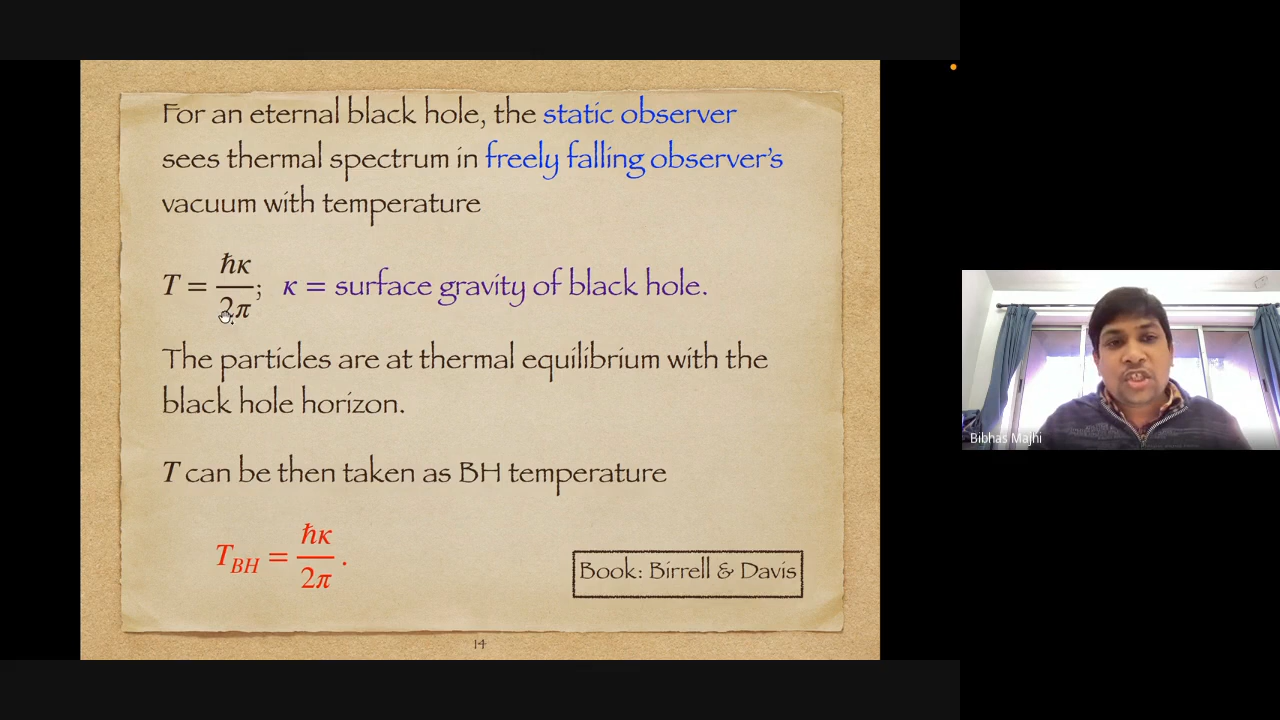 For an eternal black hole, the static observer
sees thermal spectrum in freely falling observer's
vacuum with temperature
T = ħκ/2π; κ = surface gravity of black hole.
The particles are at thermal equilibrium with the
black hole horizon.
T can be then taken as BH temperature
T_BH = ħκ/2π.
Book: Birrell & Davis
14
Bibhas Majhi